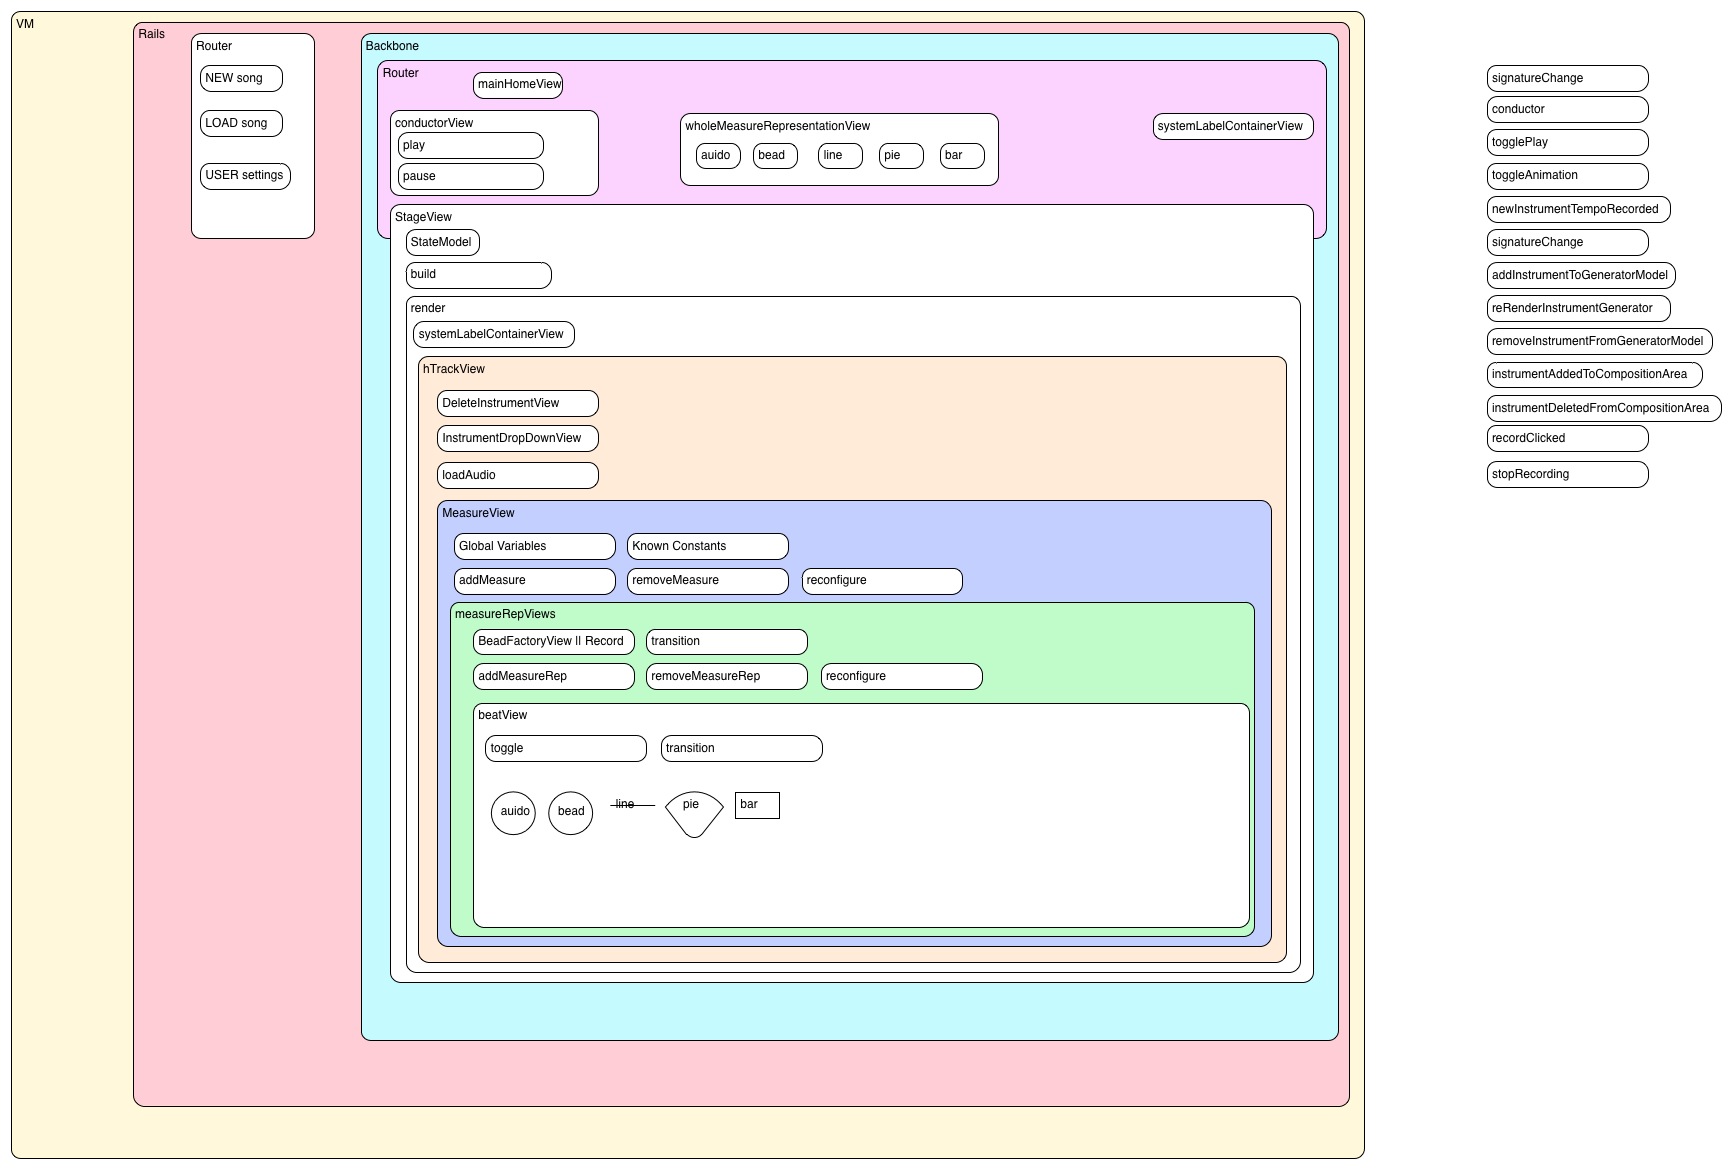 VM
Rails
Router
NEW song
LOAD song
USER settings
Backbone
Router
mainHomeView
conductorView
play
pause
wholeMeasureRepresentationView
auido
bead
line
pie
bar
systemLabelContainerView
StageView
StateModel
build
render
systemLabelContainerView
hTrackView
DeleteInstrumentView
InstrumentDropDownView
loadAudio
MeasureView
Global Variables
Known Constants
addMeasure
removeMeasure
reconfigure
measureRepViews
BeadFactoryView || Record
transition
addMeasureRep
removeMeasureRep
reconfigure
beatView
toggle
transition
auido
bead
line
pie
bar
signatureChange
conductor
togglePlay
toggleAnimation
newInstrumentTempoRecorded
signatureChange
addInstrumentToGeneratorModel
reRenderInstrumentGenerator
removeInstrumentFromGeneratorModel
instrumentAddedToCompositionArea
instrumentDeletedFromCompositionArea
recordClicked
stopRecording